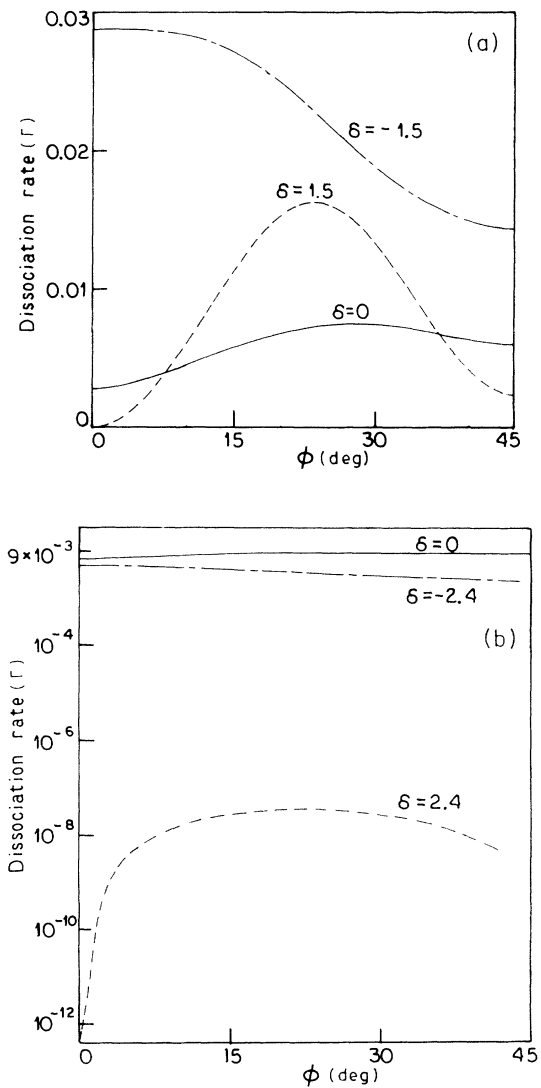 0.03
(a)
δ = -1.5
0.02
δ = 1.5
0.01
δ=0
0
Dissociation rate (Γ)
0 15 30 45
ϕ (deg)
9×10⁻³
δ=0
δ=-2.4
(b)
10⁻⁴
10⁻⁶
δ=2.4
10⁻⁸
10⁻¹⁰
10⁻¹²
Dissociation rate (Γ)
0 15 30 45
ϕ (deg)